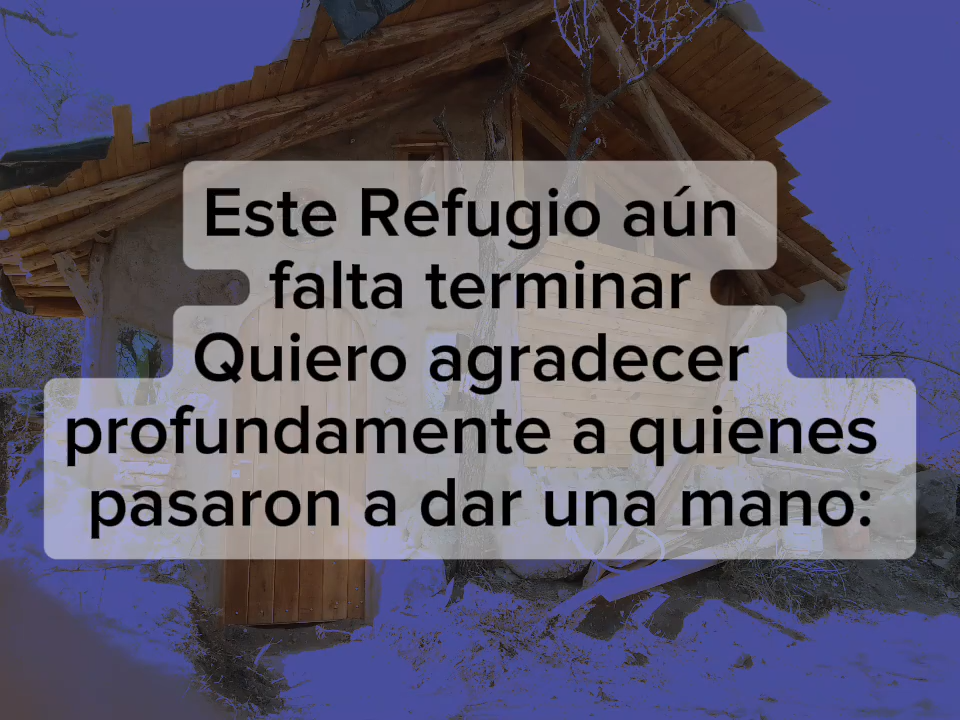 Este Refugio aún
falta terminar
Quiero agradecer
profundamente a quienes
pasaron a dar una mano: